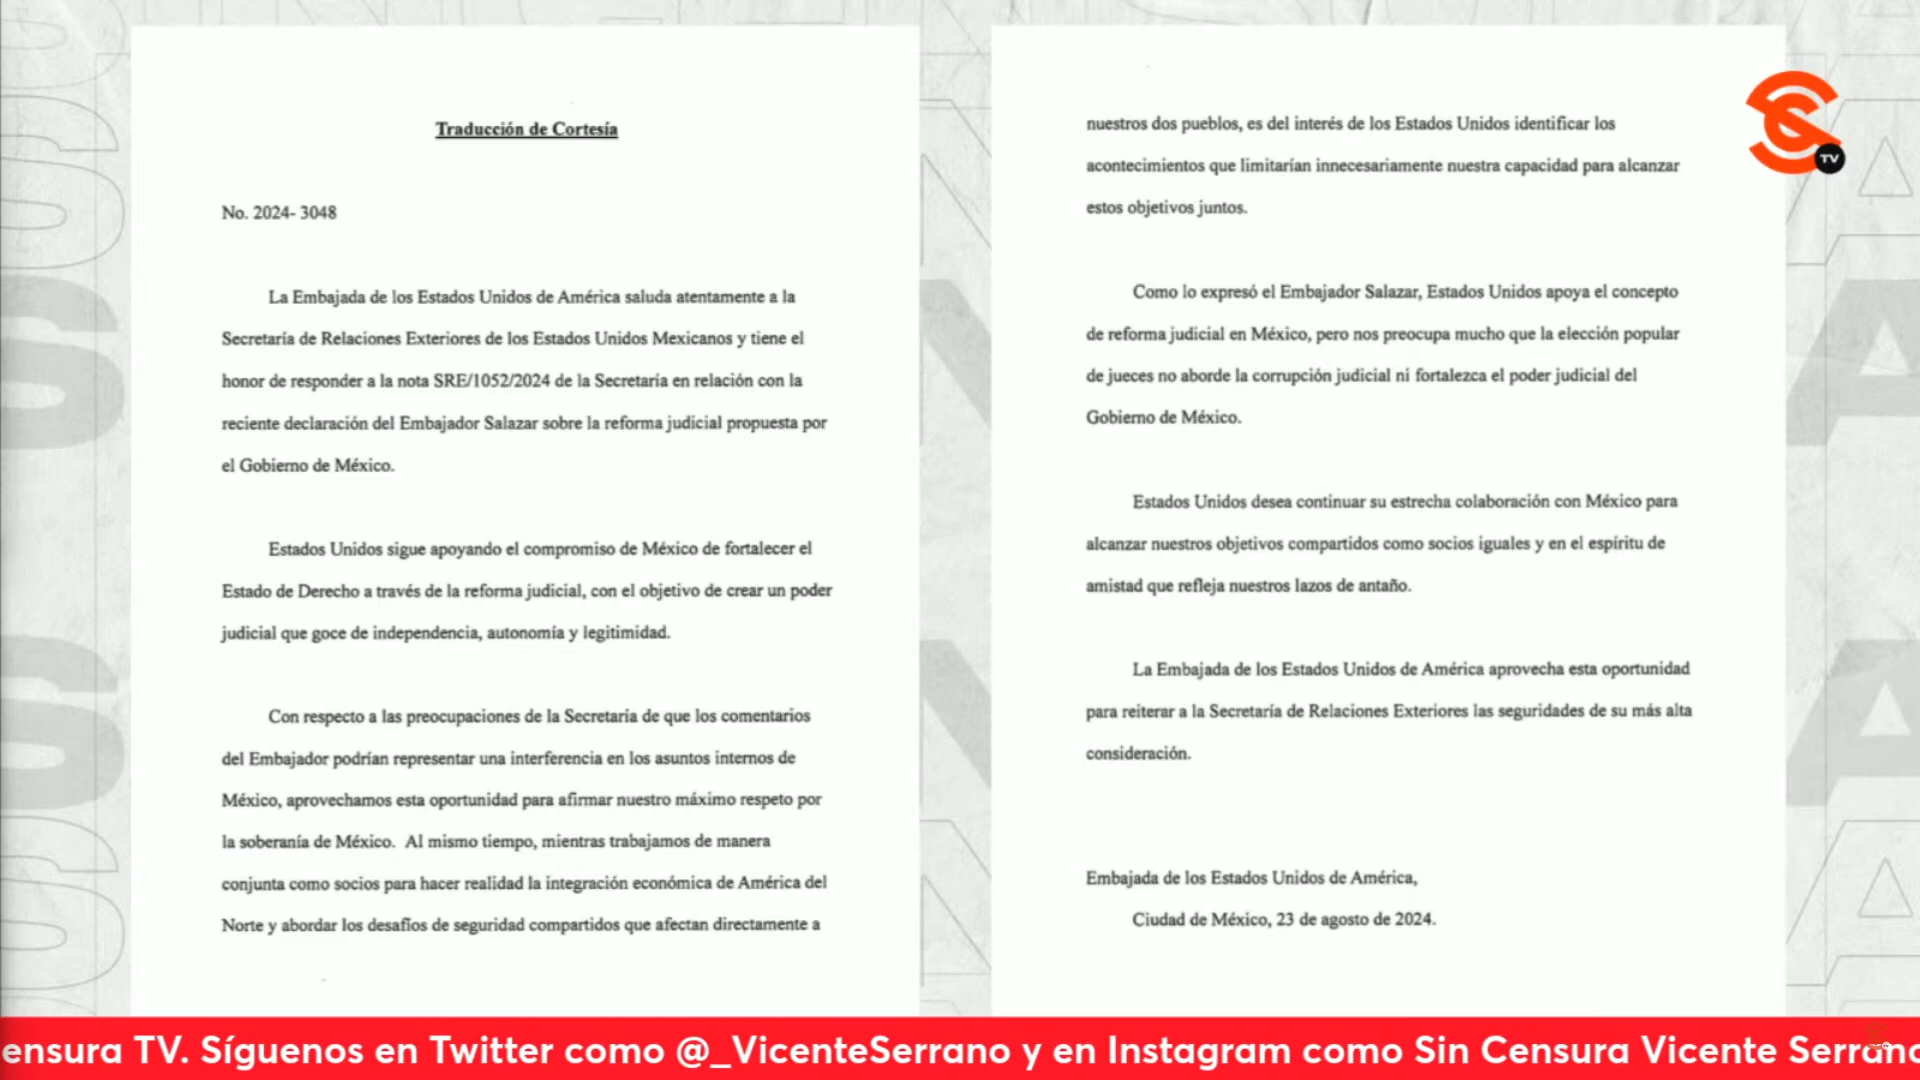 Traducción de Cortesía
No. 2024- 3048
La Embajada de los Estados Unidos de América saluda atentamente a la
Secretaría de Relaciones Exteriores de los Estados Unidos Mexicanos y tiene el
honor de responder a la nota SRE/1052/2024 de la Secretaría en relación con la
reciente declaración del Embajador Salazar sobre la reforma judicial propuesta por
el Gobierno de México.
Estados Unidos sigue apoyando el compromiso de México de fortalecer el
Estado de Derecho a través de la reforma judicial, con el objetivo de crear un poder
judicial que goce de independencia, autonomía y legitimidad.
Con respecto a las preocupaciones de la Secretaría de que los comentarios
del Embajador podrían representar una interferencia en los asuntos internos de
México, aprovechamos esta oportunidad para afirmar nuestro máximo respeto por
la soberanía de México. Al mismo tiempo, mientras trabajamos de manera
conjunta como socios para hacer realidad la integración económica de América del
Norte y abordar los desafíos de seguridad compartidos que afectan directamente a
nuestros dos pueblos, es del interés de los Estados Unidos identificar los
acontecimientos que limitarían innecesariamente nuestra capacidad para alcanzar
estos objetivos juntos.
Como lo expresó el Embajador Salazar, Estados Unidos apoya el concepto
de reforma judicial en México, pero nos preocupa mucho que la elección popular
de jueces no aborde la corrupción judicial ni fortalezca el poder judicial del
Gobierno de México.
Estados Unidos desea continuar su estrecha colaboración con México para
alcanzar nuestros objetivos compartidos como socios iguales y en el espíritu de
amistad que refleja nuestros lazos de antaño.
La Embajada de los Estados Unidos de América aprovecha esta oportunidad
para reiterar a la Secretaría de Relaciones Exteriores las seguridades de su más alta
consideración.
Embajada de los Estados Unidos de América,
Ciudad de México, 23 de agosto de 2024.
TV
ensura TV. Síguenos en Twitter como @_VicenteSerrano y en Instagram como Sin Censura Vicente Serrano